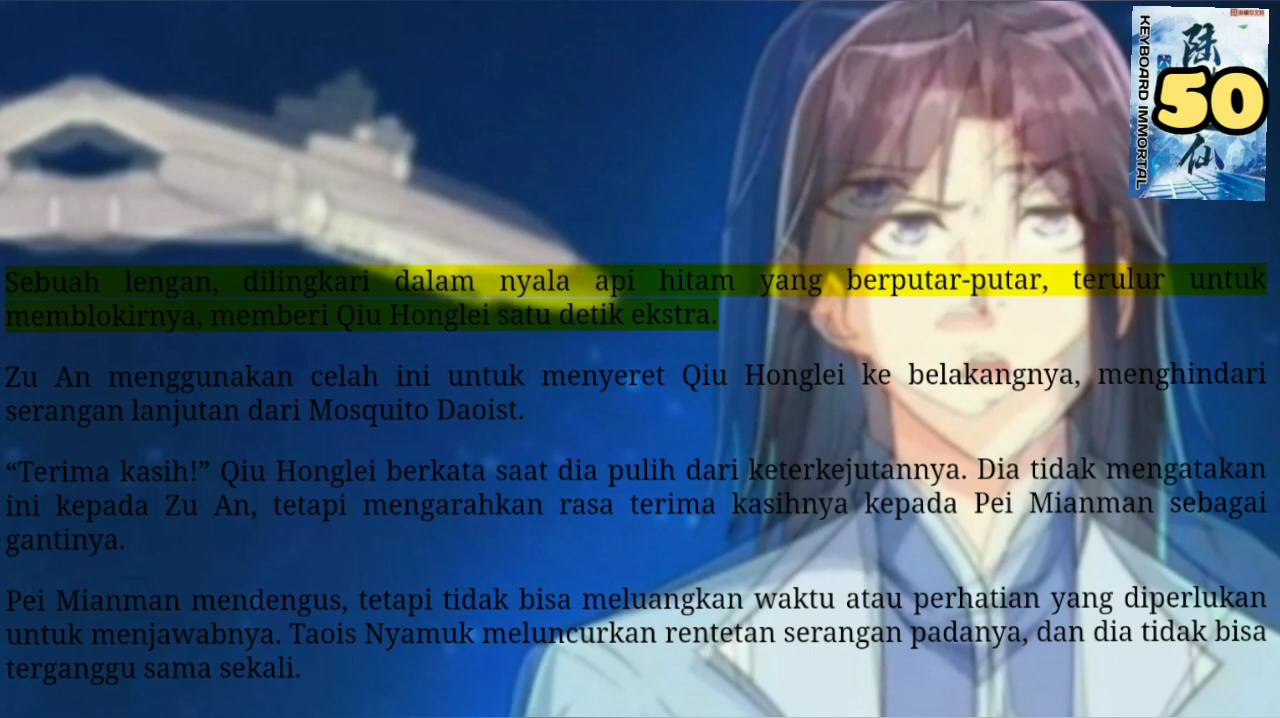 Sebuah lengan, dilingkari dalam nyala api hitam yang berputar-putar, terulur untuk
memblokirnya, memberi Qiu Honglei satu detik ekstra.
Zu An menggunakan celah ini untuk menyeret Qiu Honglei ke belakangnya, menghindari
serangan lanjutan dari Mosquito Daoist.
“Terima kasih!” Qiu Honglei berkata saat dia pulih dari keterkejutannya. Dia tidak mengatakan
ini kepada Zu An, tetapi mengarahkan rasa terima kasihnya kepada Pei Mianman sebagai
gantinya.
Pei Mianman mendengus, tetapi tidak bisa meluangkan waktu atau perhatian yang diperlukan
untuk menjawabnya. Taois Nyamuk meluncurkan rentetan serangan padanya, dan dia tidak bisa
terganggu sama sekali.
KEYBOARD IMMORTAL
陆
仙
50